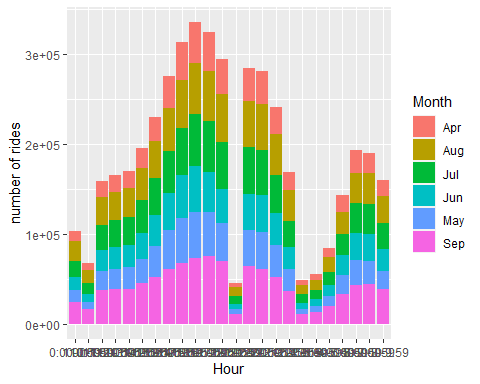 3e+05
2e+05
1e+05
0e+00
number of rides
Hour
Month
Apr
Aug
Jul
Jun
May
Sep